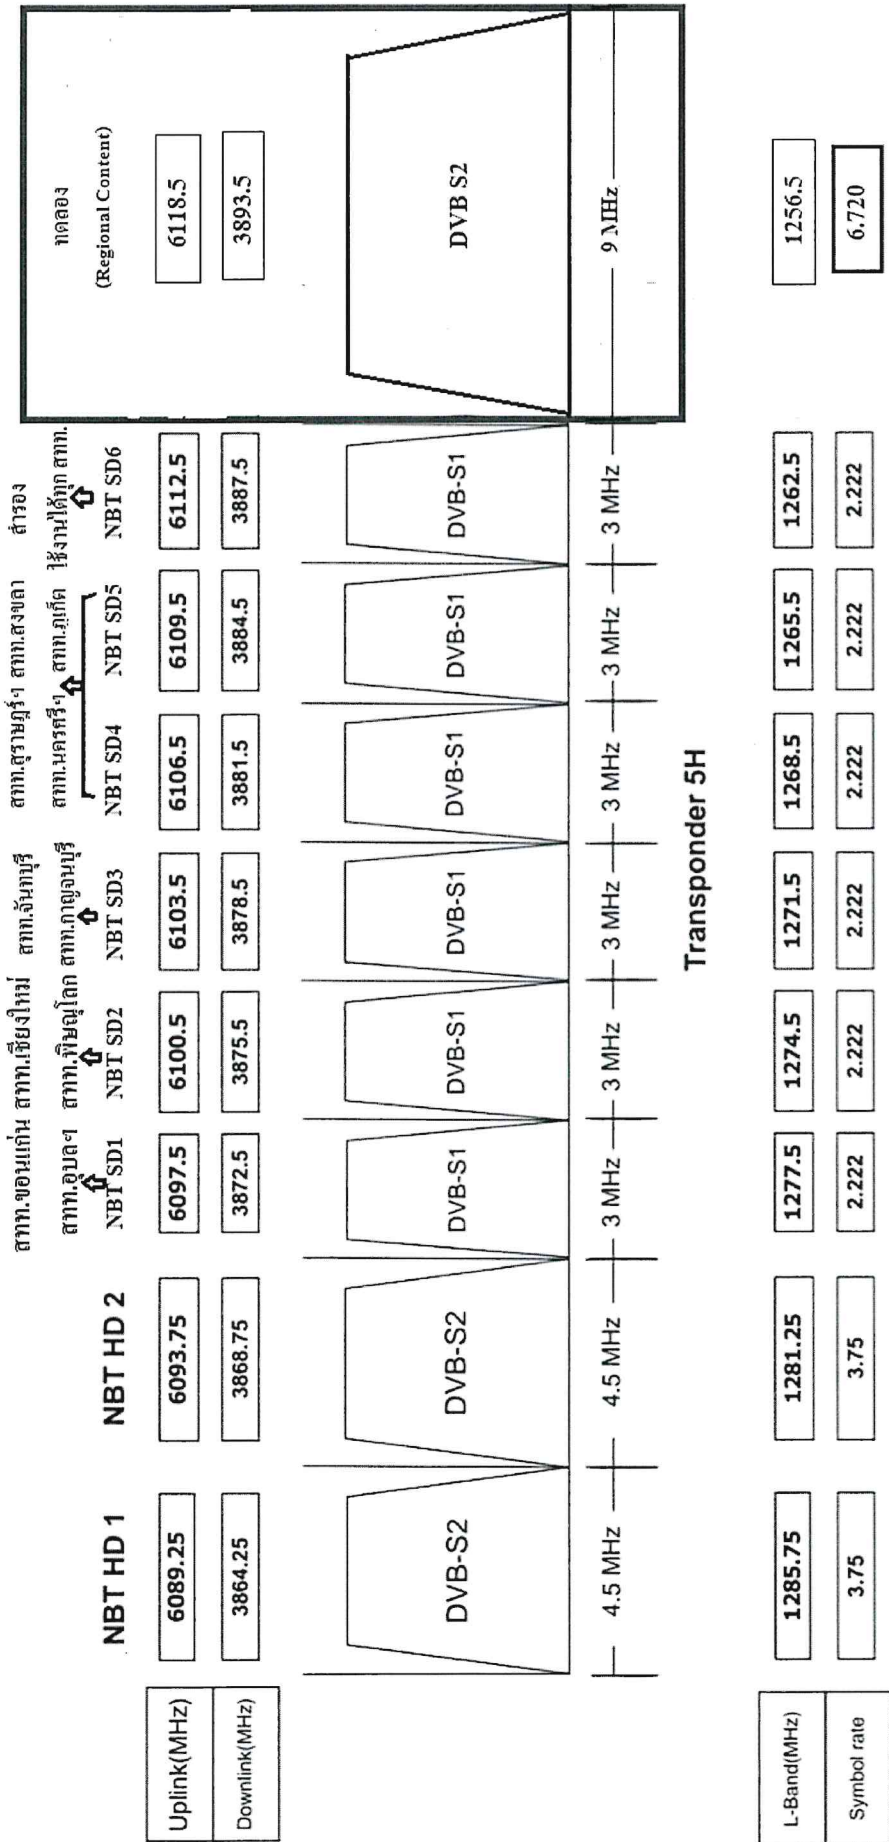 สทท.ขอนแก่น สทท.เชียงใหม่ สทท.จันทบุรี สทท.สุราษฎร์ฯ สทท.สงขลา สำรอง
สทท.อุบลฯ สทท.พิษณุโลก สทท.กาญจนบุรี สทท.นครศรีฯ สทท.ภูเก็ต ใช้งานได้ทุก สทท. ทดลอง
NBT HD 1 NBT HD 2 NBT SD1 NBT SD2 NBT SD3 NBT SD4 NBT SD5 NBT SD6 (Regional Content)
Uplink(MHz) 6089.25 6093.75 6097.5 6100.5 6103.5 6106.5 6109.5 6112.5 6118.5
Downlink(MHz) 3864.25 3868.75 3872.5 3875.5 3878.5 3881.5 3884.5 3887.5 3893.5
DVB-S2 DVB-S2 DVB-S1 DVB-S1 DVB-S1 DVB-S1 DVB-S1 DVB-S1 DVB S2
4.5 MHz 4.5 MHz 3 MHz 3 MHz 3 MHz 3 MHz 3 MHz 3 MHz 9 MHz
Transponder 5H
L-Band(MHz) 1285.75 1281.25 1277.5 1274.5 1271.5 1268.5 1265.5 1262.5 1256.5
Symbol rate 3.75 3.75 2.222 2.222 2.222 2.222 2.222 2.222 6.720